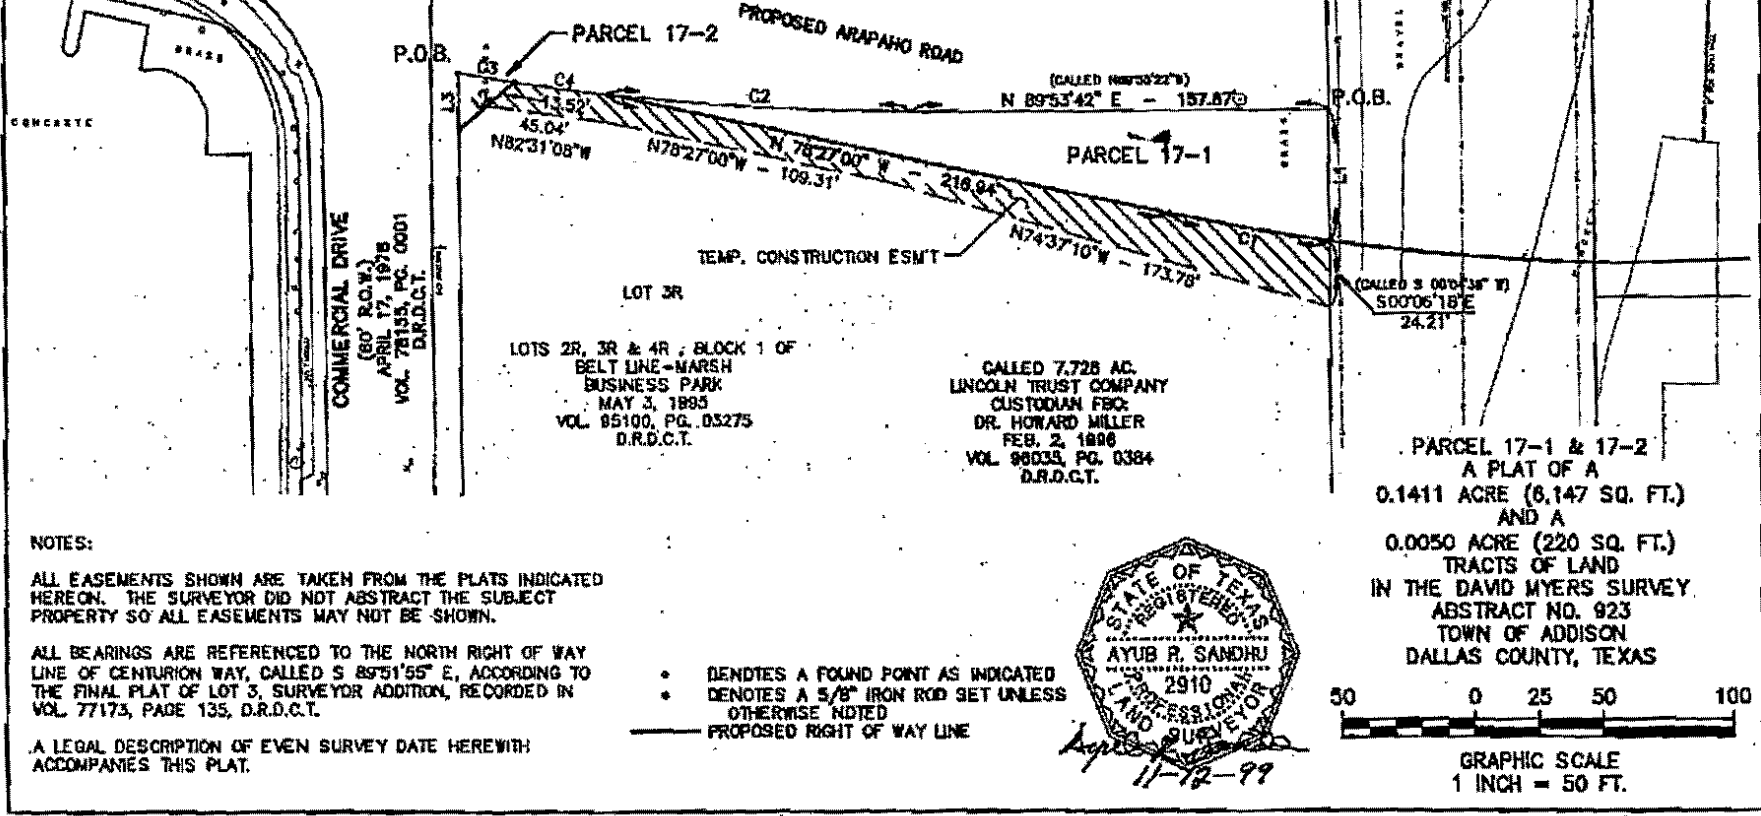 PROPOSED ARAPAHO ROAD
PARCEL 17-2
P.O.B.
C3
C4
L2
L3
13.52'
45.04'
N82°31'08"W
C2
N 89°53'42" E - 157.87'
P.O.B.
GRASS
CONCRETE
N78°27'00"W - 109.31'
N 78°27'00" W - 216.94'
PARCEL 17-1
L1
C1
N74°37'10"W - 173.78'
TEMP. CONSTRUCTION ESM'T
S00°06'18"E
24.21'
COMMERCIAL DRIVE
(60' R.O.W.)
APRIL 17, 1978
VOL. 78135, PG. 0001
D.R.D.C.T.
LOT 3R
LOTS 2R, 3R & 4R, BLOCK 1 OF
BELT LINE-MARSH
BUSINESS PARK
MAY 3, 1995
VOL. 95100, PG. 03275
D.R.D.C.T.
CALLED 7.728 AC.
LINCOLN TRUST COMPANY
CUSTODIAN FBO:
DR. HOWARD MILLER
FEB. 2, 1996
VOL. 96035, PG. 0384
D.R.D.C.T.
PARCEL 17-1 & 17-2
A PLAT OF A
0.1411 ACRE (6,147 SQ. FT.)
AND A
0.0050 ACRE (220 SQ. FT.)
TRACTS OF LAND
IN THE DAVID MYERS SURVEY
ABSTRACT NO. 923
TOWN OF ADDISON
DALLAS COUNTY, TEXAS
50 0 25 50 100
GRAPHIC SCALE
1 INCH = 50 FT.
NOTES:
ALL EASEMENTS SHOWN ARE TAKEN FROM THE PLATS INDICATED
HEREON. THE SURVEYOR DID NOT ABSTRACT THE SUBJECT
PROPERTY SO ALL EASEMENTS MAY NOT BE SHOWN.
ALL BEARINGS ARE REFERENCED TO THE NORTH RIGHT OF WAY
LINE OF CENTURION WAY, CALLED S 89°51'55" E, ACCORDING TO
THE FINAL PLAT OF LOT 3, SURVEYOR ADDITION, RECORDED IN
VOL. 77173, PAGE 135, D.R.D.C.T.
A LEGAL DESCRIPTION OF EVEN SURVEY DATE HEREWITH
ACCOMPANIES THIS PLAT.
DENOTES A FOUND POINT AS INDICATED
DENOTES A 5/8" IRON ROD SET UNLESS
OTHERWISE NOTED
PROPOSED RIGHT OF WAY LINE
STATE OF TEXAS
REGISTERED
AYUB R. SANDHU
2910
PROFESSIONAL
LAND SURVEYOR
11-12-99